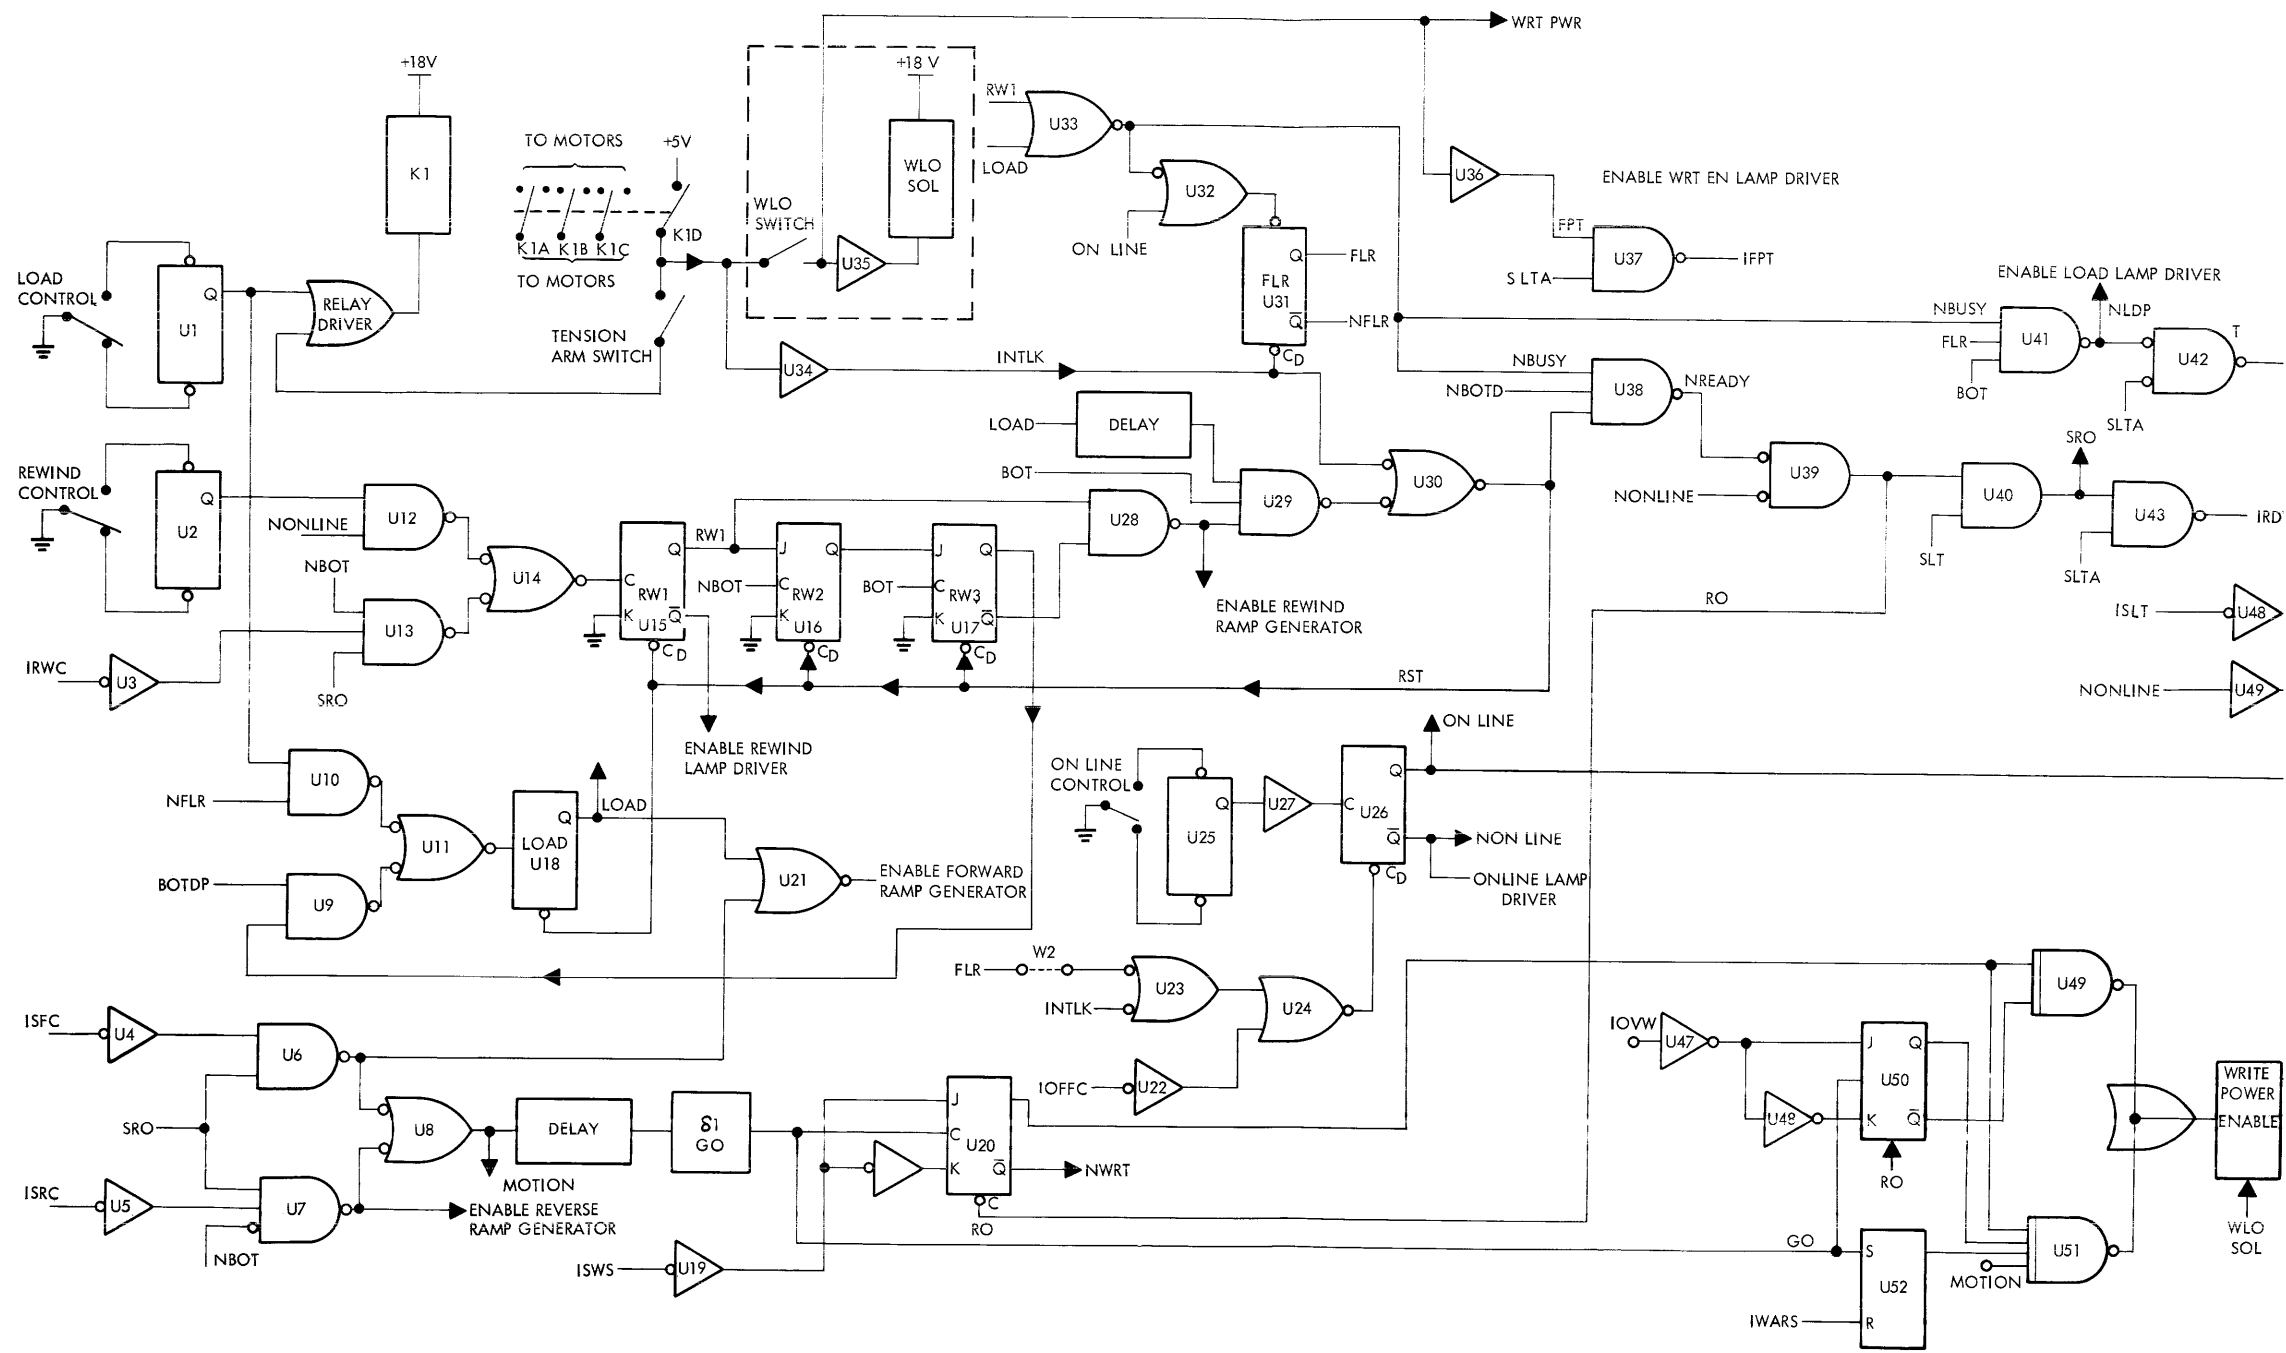 WRT PWR
+18V
K1
TO MOTORS
+5V
K1A K1B K1C
TO MOTORS
K1D
TENSION
ARM SWITCH
WLO
SWITCH
+18 V
WLO
SOL
U35
U34
INTLK
RW1
LOAD
U33
U32
ON LINE
Q
FLR
U31
Q
CD
FLR
NFLR
U36
ENABLE WRT EN LAMP DRIVER
FPT
SLTA
U37
IFPT
ENABLE LOAD LAMP DRIVER
NBUSY
FLR
BOT
U41
NLDP
U42
T
SLTA
LOAD
CONTROL
U1
Q
RELAY
DRIVER
REWIND
CONTROL
U2
Q
NONLINE
U12
NBOT
U13
SRO
IRWC
U3
U14
C
RW1
K
Q
Q
U15
CD
RW1
NBOT
J
C
RW2
K
Q
U16
CD
BOT
J
C
RW3
K
Q
Q
U17
CD
ENABLE REWIND
LAMP DRIVER
LOAD
DELAY
BOT
U28
U29
U30
ENABLE REWIND
RAMP GENERATOR
RST
NBUSY
NBOTD
U38
NREADY
NONLINE
U39
RO
U40
SLT
SRO
U43
SLTA
IRD
ISLT
U48
NONLINE
U49
U10
NFLR
BOTDP
U9
U11
Q
LOAD
U18
LOAD
U21
ENABLE FORWARD
RAMP GENERATOR
ON LINE
CONTROL
Q
U25
U27
Q
C
U26
Q
CD
ON LINE
NON LINE
ONLINE LAMP
DRIVER
FLR
W2
INTLK
U23
U24
IOFFC
U22
ISFC
U4
U6
SRO
ISRC
U5
U7
NBOT
U8
MOTION
ENABLE REVERSE
RAMP GENERATOR
DELAY
δ1
GO
J
C
K
U20
Q
C
RO
NWRT
ISWS
U19
GO
IOVW
U47
U48
J
Q
U50
K
Q
RO
S
U52
R
IWARS
MOTION
U49
U51
WRITE
POWER
ENABLE
WLO
SOL